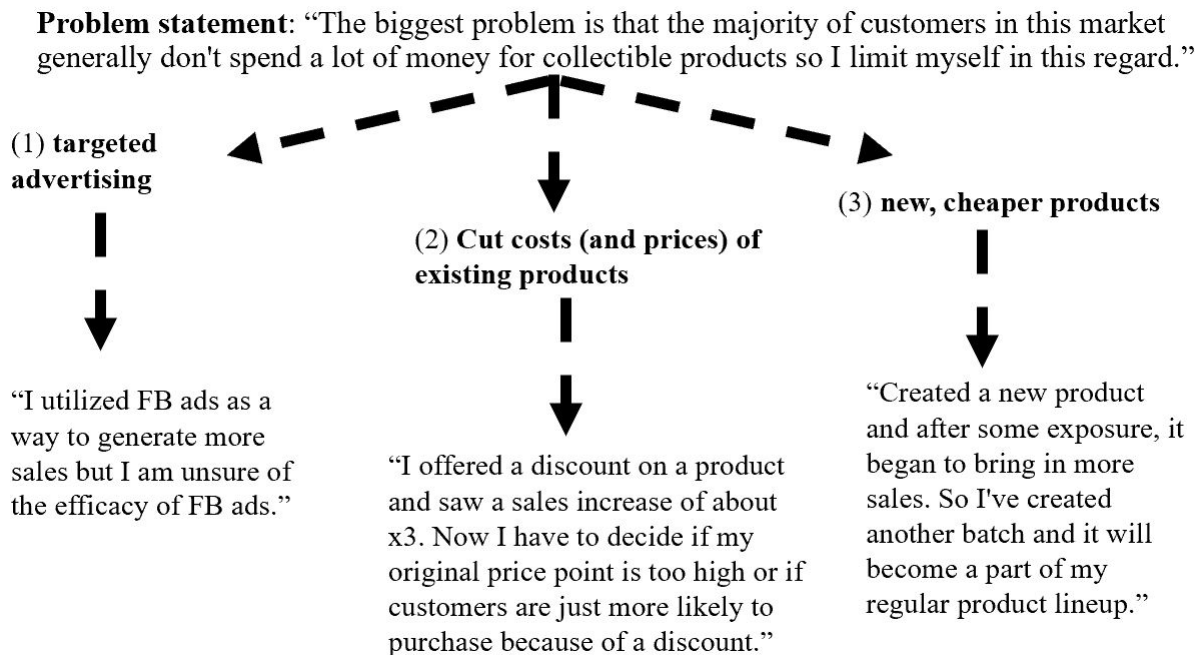 Problem statement: “The biggest problem is that the majority of customers in this market
generally don't spend a lot of money for collectible products so I limit myself in this regard.”
(1) targeted
advertising
“I utilized FB ads as a
way to generate more
sales but I am unsure of
the efficacy of FB ads.”
(2) Cut costs (and prices) of
existing products
“I offered a discount on a product
and saw a sales increase of about
x3. Now I have to decide if my
original price point is too high or if
customers are just more likely to
purchase because of a discount.”
(3) new, cheaper products
“Created a new product
and after some exposure, it
began to bring in more
sales. So I've created
another batch and it will
become a part of my
regular product lineup.”